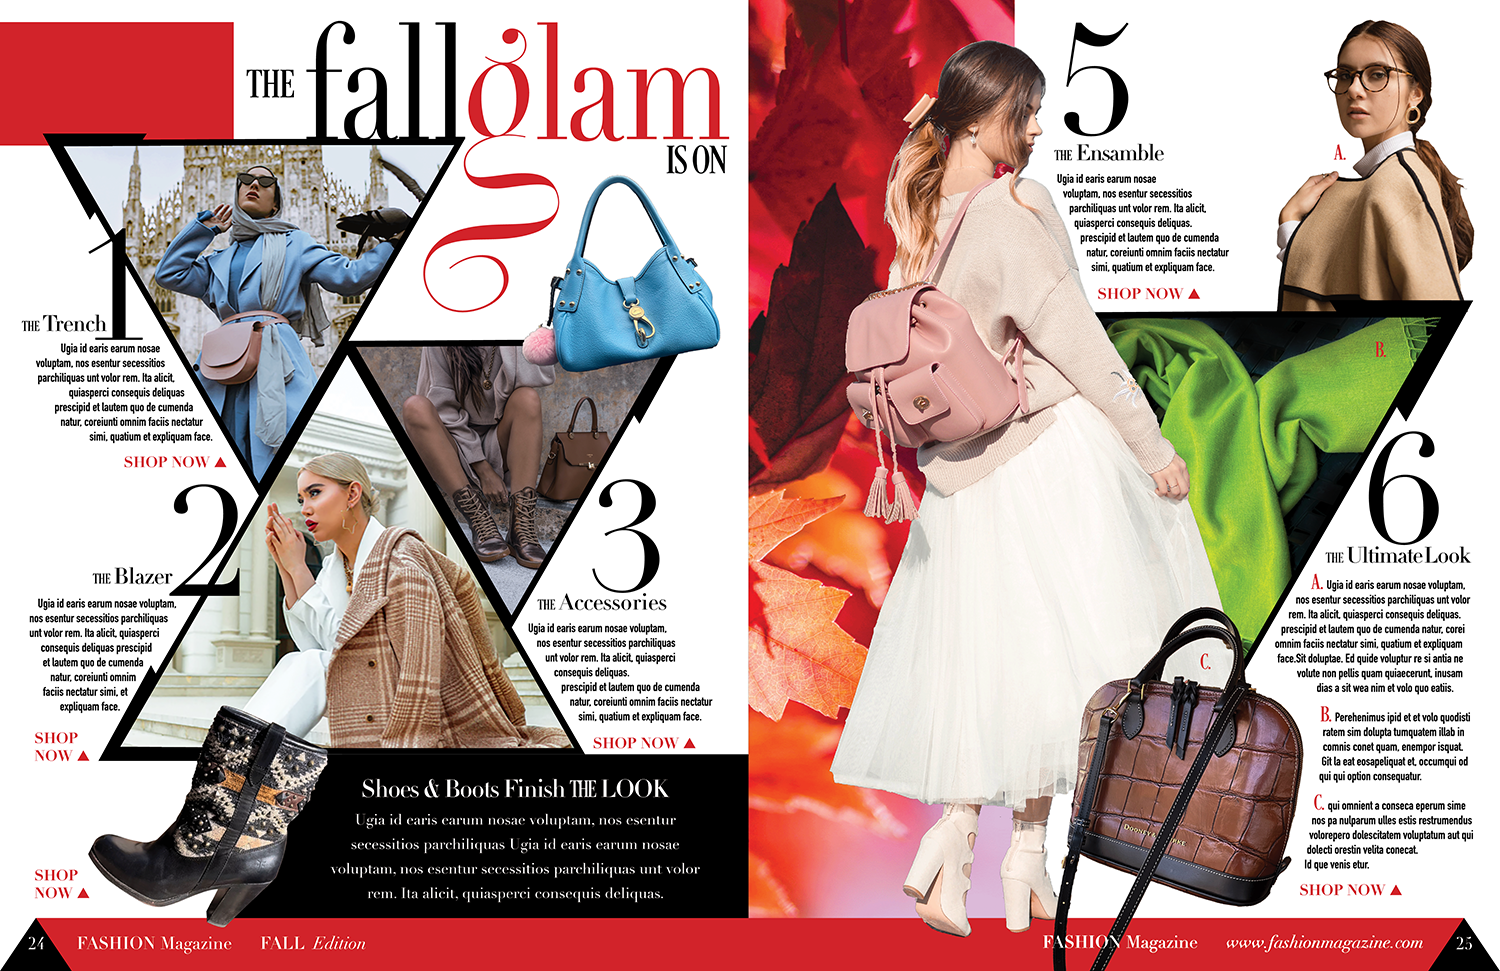 THE fall glam
IS ON
1
THE Trench
Ugia id earis earum nosae
voluptam, nos esentur secessitios
parchiliquas unt volor rem. Ita alicit,
quiasperci consequis deliquas
prescipid et lautem quo de cumenda
natur, coreiunti omnim faciis nectatur
simi, quatium et expliquam face.
SHOP NOW ▲
2
THE Blazer
Ugia id earis earum nosae voluptam,
nos esentur secessitios parchiliquas
unt volor rem. Ita alicit, quiasperci
consequis deliquas prescipid
et lautem quo de cumenda
natur, coreiunti omnim
faciis nectatur simi, et
expliquam face.
SHOP
NOW ▲
3
THE Accessories
Ugia id earis earum nosae voluptam,
nos esentur secessitios parchiliquas
unt volor rem. Ita alicit, quiasperci
consequis deliquas.
prescipid et lautem quo de cumenda
natur, coreiunti omnim faciis nectatur
simi, quatium et expliquam face.
SHOP NOW ▲
Shoes & Boots Finish THE LOOK
Ugia id earis earum nosae voluptam, nos esentur
secessitios parchiliquas Ugia id earis earum nosae
voluptam, nos esentur secessitios parchiliquas unt volor
rem. Ita alicit, quiasperci consequis deliquas.
SHOP
NOW ▲
24 FASHION Magazine FALL Edition
5
THE Ensamble
Ugia id earis earum nosae
voluptam, nos esentur secessitios
parchiliquas unt volor rem. Ita alicit,
quiasperci consequis deliquas.
prescipid et lautem quo de cumenda
natur, coreiunti omnim faciis nectatur
simi, quatium et expliquam face.
SHOP NOW ▲
A.
B.
6
THE Ultimate Look
A. Ugia id earis earum nosae voluptam,
nos esentur secessitios parchiliquas unt volor
rem. Ita alicit, quiasperci consequis deliquas.
prescipid et lautem quo de cumenda natur, corei
omnim faciis nectatur simi, quatium et expliquam
face.Sit doluptae. Ed quide voluptur re si antia ne
volute non pellis quam quiaecerunt, inusam
dias a sit wea nim et volo quo eatiis.
C.
B. Perehenimus ipid et et volo quodisti
ratem sim dolupta tumquatem illab in
comnis conet quam, enempor isquat.
Git la eat eosapeliquat et, occumqui od
qui qui option consequatur.
C. qui omnient a conseca eperum sime
nos pa nulparum ulles estis restrumendus
volorepero dolescitatem voluptatum aut qui
dolecti orestin velita conecat.
Id que venis etur.
SHOP NOW ▲
FASHION Magazine www.fashionmagazine.com 25